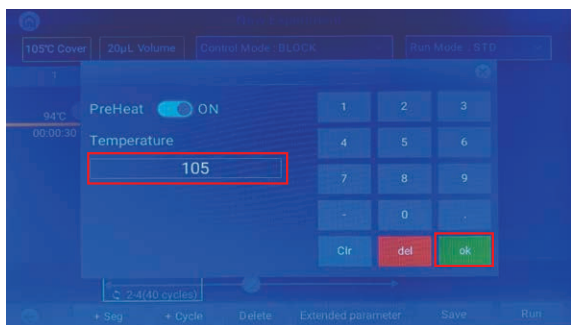 New Experiment
105℃ Cover 20μL Volume Control Mode :BLOCK Run Mode : STD
1
94℃
00:00:30
PreHeat ON
Temperature
105
1 2 3
4 5 6
7 8 9
- 0 .
Clr del ok
2-4(40 cycles)
+ Seg + Cycle Delete Extended parameter Save Run